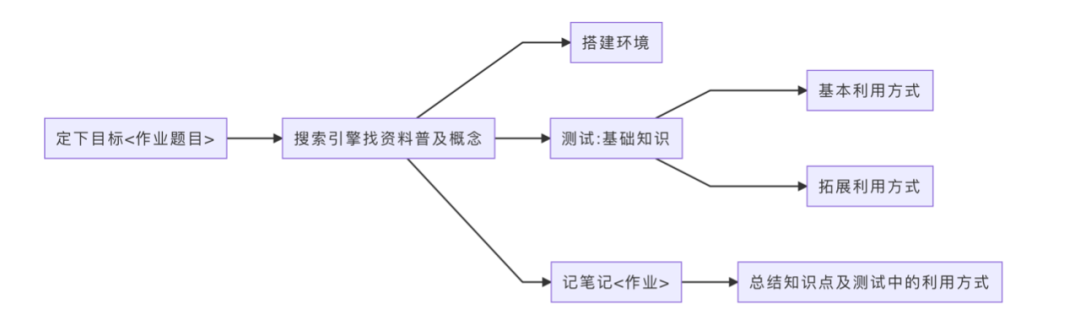 搭建环境
基本利用方式
定下目标<作业题目>
搜索引擎找资料普及概念
测试:基础知识
拓展利用方式
记笔记<作业>
总结知识点及测试中的利用方式